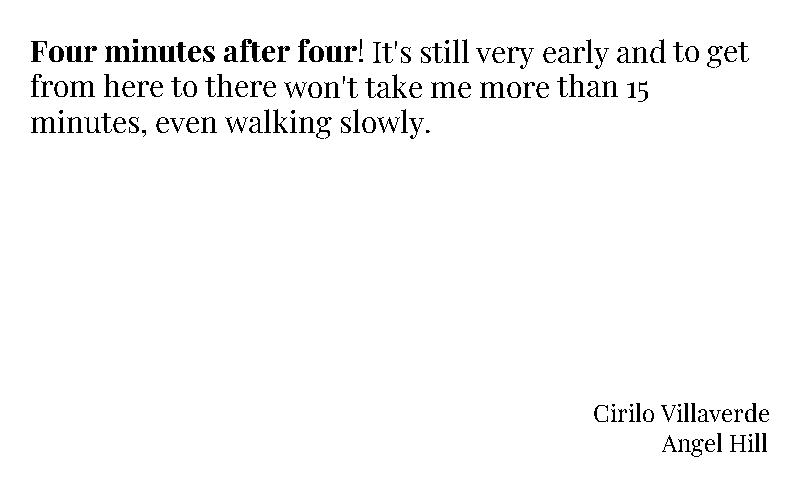 Four minutes after four! It's still very early and to get
from here to there won't take me more than 15
minutes, even walking slowly.
Cirilo Villaverde
Angel Hill